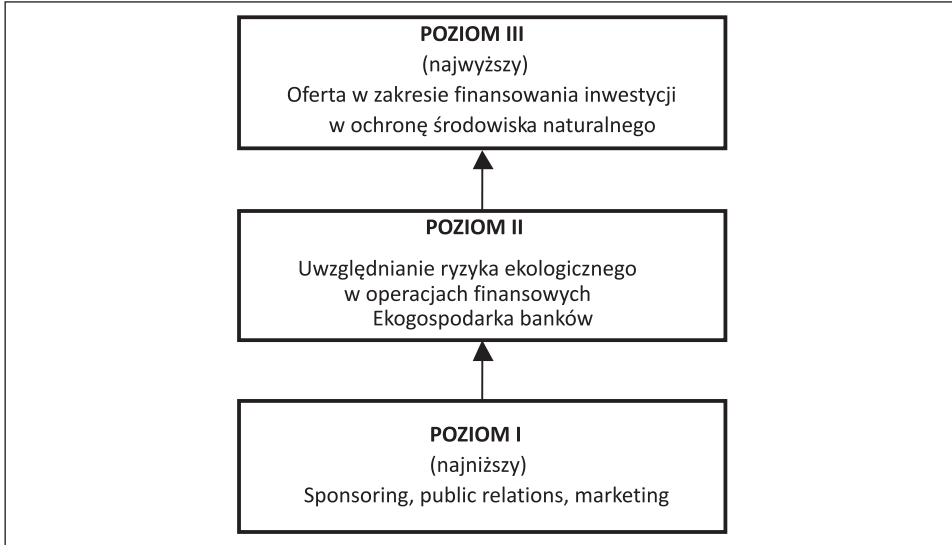 POZIOM III
(najwyższy)
Oferta w zakresie finansowania inwestycji
w ochronę środowiska naturalnego
POZIOM II
Uwzględnianie ryzyka ekologicznego
w operacjach finansowych
Ekogospodarka banków
POZIOM I
(najniższy)
Sponsoring, public relations, marketing